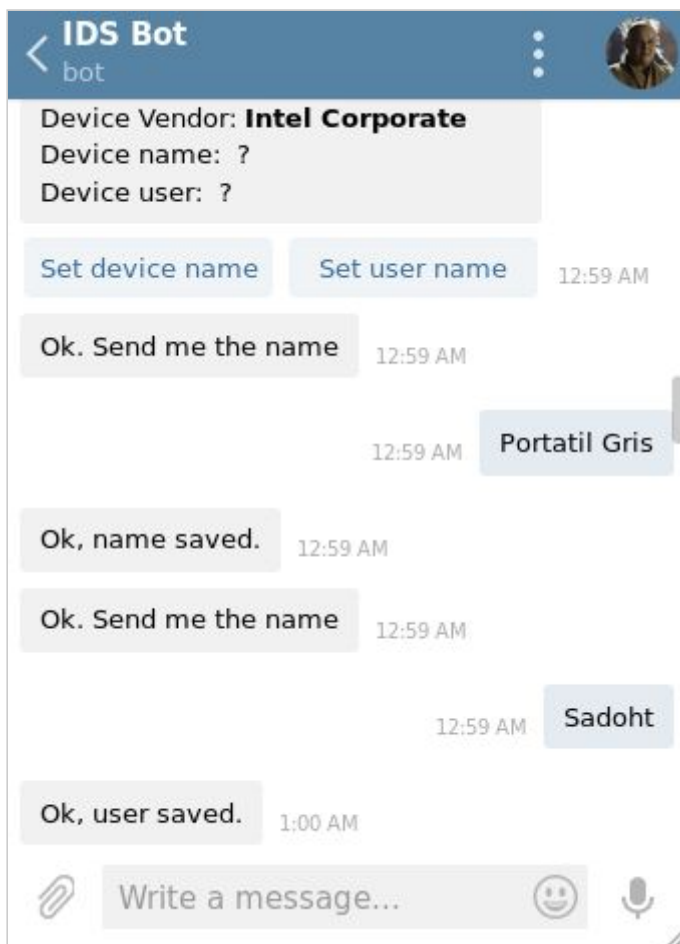 IDS Bot
bot
Device Vendor: Intel Corporate
Device name: ?
Device user: ?
Set device name Set user name 12:59 AM
Ok. Send me the name 12:59 AM
12:59 AM Portatil Gris
Ok, name saved. 12:59 AM
Ok. Send me the name 12:59 AM
12:59 AM Sadoht
Ok, user saved. 1:00 AM
Write a message...